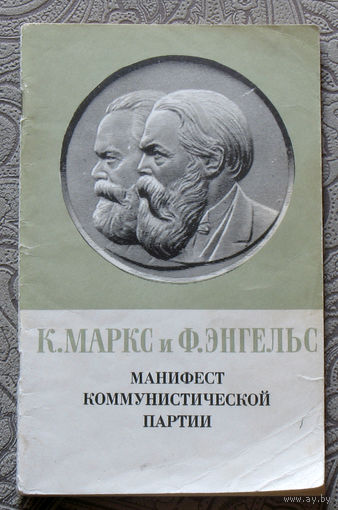 К. МАРКС и Ф. ЭНГЕЛЬС
МАНИФЕСТ
КОММУНИСТИЧЕСКОЙ
ПАРТИИ
www.ay.by